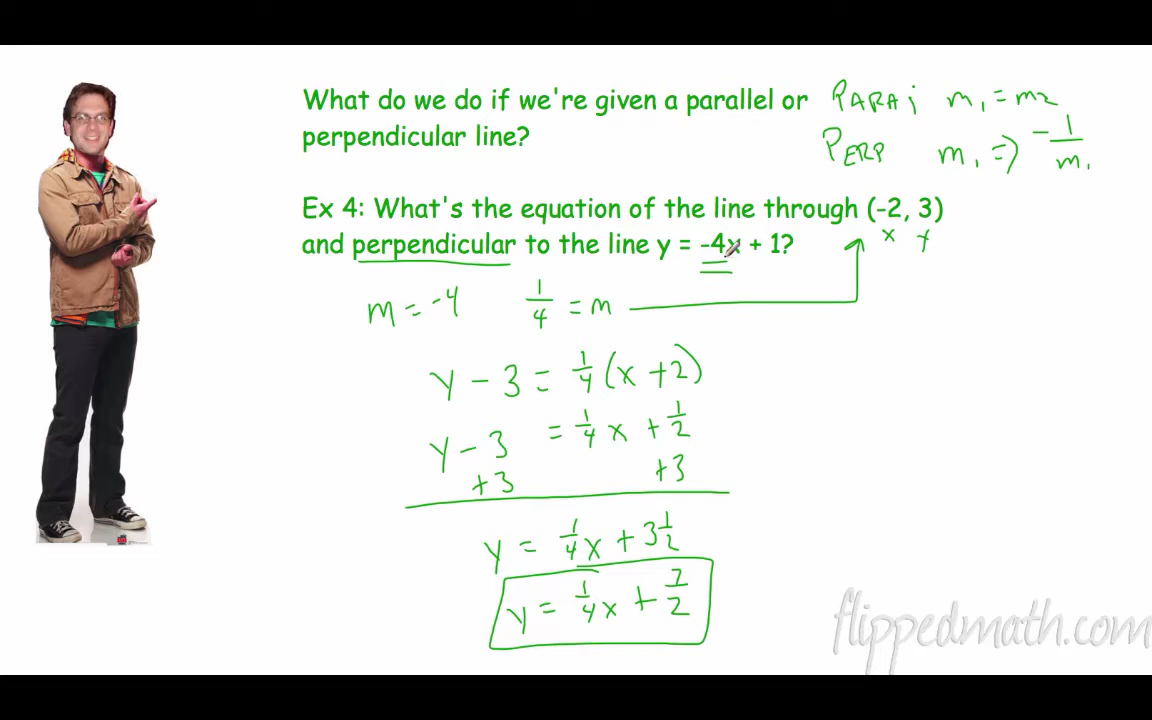 What do we do if we're given a parallel or PARA; m₁ = m₂
perpendicular line? PERP m₁ ⇒ -1/m₁
Ex 4: What's the equation of the line through (-2, 3)
and perpendicular to the line y = -4x + 1? x y
m = -4 1/4 = m
y - 3 = 1/4(x + 2)
y - 3 = 1/4x + 1/2
+3 +3
y = 1/4x + 3 1/2
y = 1/4x + 7/2
flippedmath.com